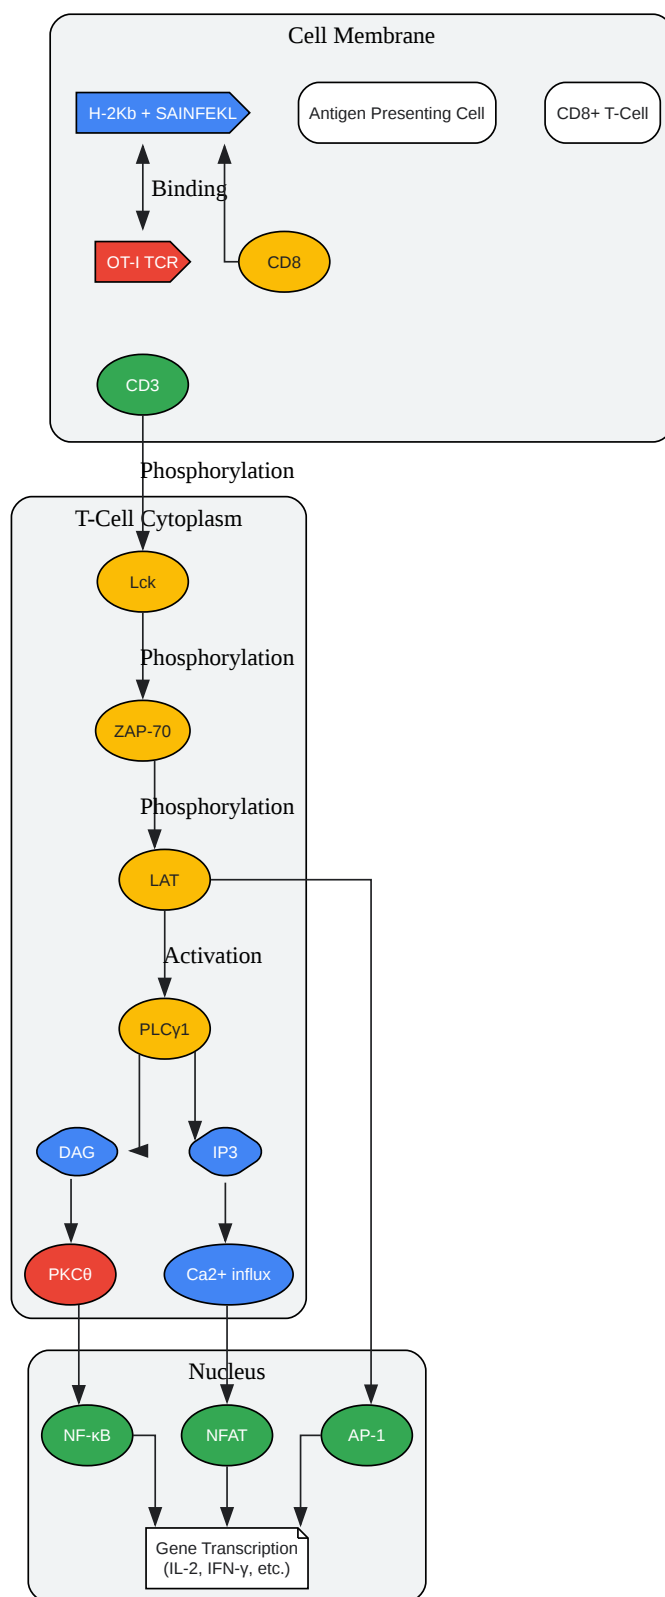 Cell Membrane
H-2Kb + SAINFEKL
Antigen Presenting Cell
CD8+ T-Cell
Binding
OT-I TCR
CD8
CD3
Phosphorylation
T-Cell Cytoplasm
Lck
Phosphorylation
ZAP-70
Phosphorylation
LAT
Activation
PLCγ1
DAG
IP3
PKCθ
Ca2+ influx
Nucleus
NF-κB
NFAT
AP-1
Gene Transcription
(IL-2, IFN-γ, etc.)